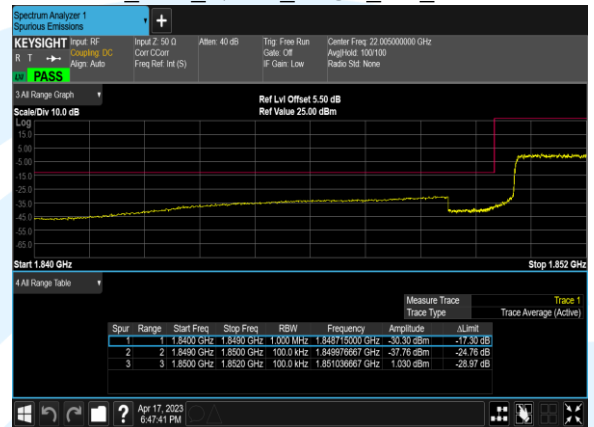 Spectrum Analyzer 1
Spurious Emissions
KEYSIGHT Input: RF Input Z: 50 Ω Atten: 40 dB Trig: Free Run Center Freq: 22.005000000 GHz
R T Coupling: DC Corr CCorr Gate: Off Avg|Hold: 100/100
Align: Auto Freq Ref: Int (S) IF Gain: Low Radio Std: None
LV PASS
3 All Range Graph
Ref Lvl Offset 5.50 dB
Scale/Div 10.0 dB Ref Value 25.00 dBm
Log
15.0
5.00
-5.00
-15.0
-25.0
-35.0
-45.0
-55.0
-65.0
Start 1.840 GHz Stop 1.852 GHz
4 All Range Table
Measure Trace Trace 1
Trace Type Trace Average (Active)
Spur Range Start Freq Stop Freq RBW Frequency Amplitude ΔLimit
1 1 1.8400 GHz 1.8490 GHz 1.000 MHz 1.848715000 GHz -30.30 dBm -17.30 dB
2 2 1.8490 GHz 1.8500 GHz 100.0 kHz 1.849976667 GHz -37.76 dBm -24.76 dB
3 3 1.8500 GHz 1.8520 GHz 100.0 kHz 1.851036667 GHz 1.030 dBm -28.97 dB
Apr 17, 2023
6:47:41 PM